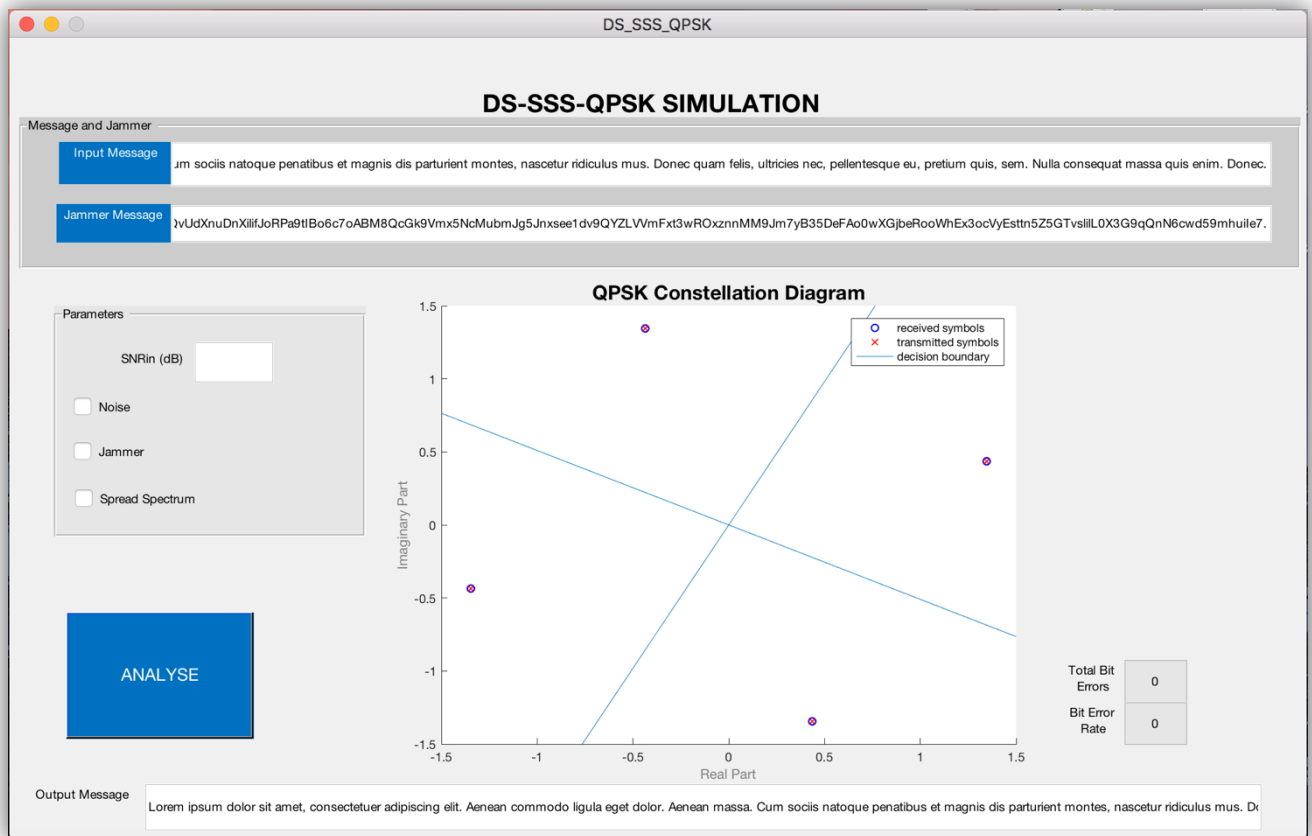 DS_SSS_QPSK
DS-SSS-QPSK SIMULATION
Message and Jammer
Input Message
um sociis natoque penatibus et magnis dis parturient montes, nascetur ridiculus mus. Donec quam felis, ultricies nec, pellentesque eu, pretium quis, sem. Nulla consequat massa quis enim. Donec.
Jammer Message
QPSK Constellation Diagram
Parameters
SNRin (dB)
Noise
Jammer
Spread Spectrum
ANALYSE
1.5
1
0.5
0
-0.5
-1
-1.5
Imaginary Part
received symbols
transmitted symbols
decision boundary
-1.5 -1 -0.5 0 0.5 1 1.5
Real Part
Total Bit
Errors
0
Bit Error
Rate
0
Output Message
Lorem ipsum dolor sit amet, consectetuer adipiscing elit. Aenean commodo ligula eget dolor. Aenean massa. Cum sociis natoque penatibus et magnis dis parturient montes, nascetur ridiculus mus.